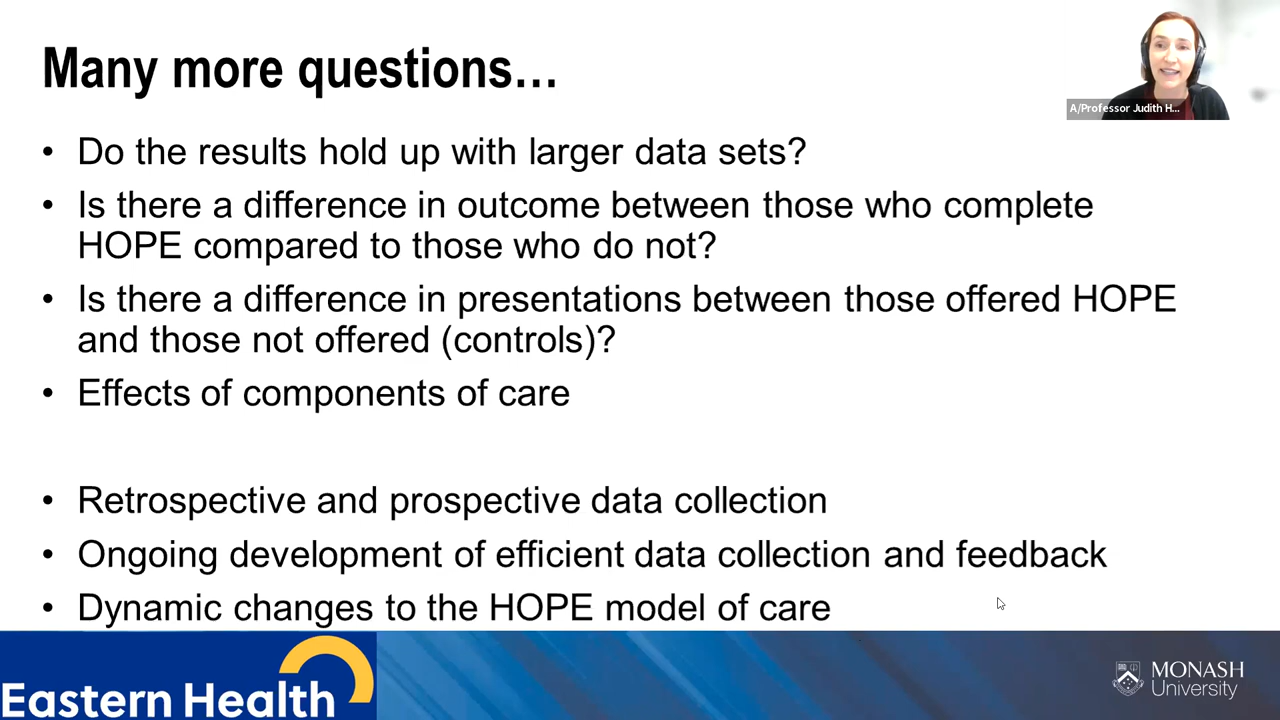 Many more questions…
A/Professor Judith H...
• Do the results hold up with larger data sets?
• Is there a difference in outcome between those who complete
HOPE compared to those who do not?
• Is there a difference in presentations between those offered HOPE
and those not offered (controls)?
• Effects of components of care
• Retrospective and prospective data collection
• Ongoing development of efficient data collection and feedback
• Dynamic changes to the HOPE model of care
Eastern Health
MONASH
University